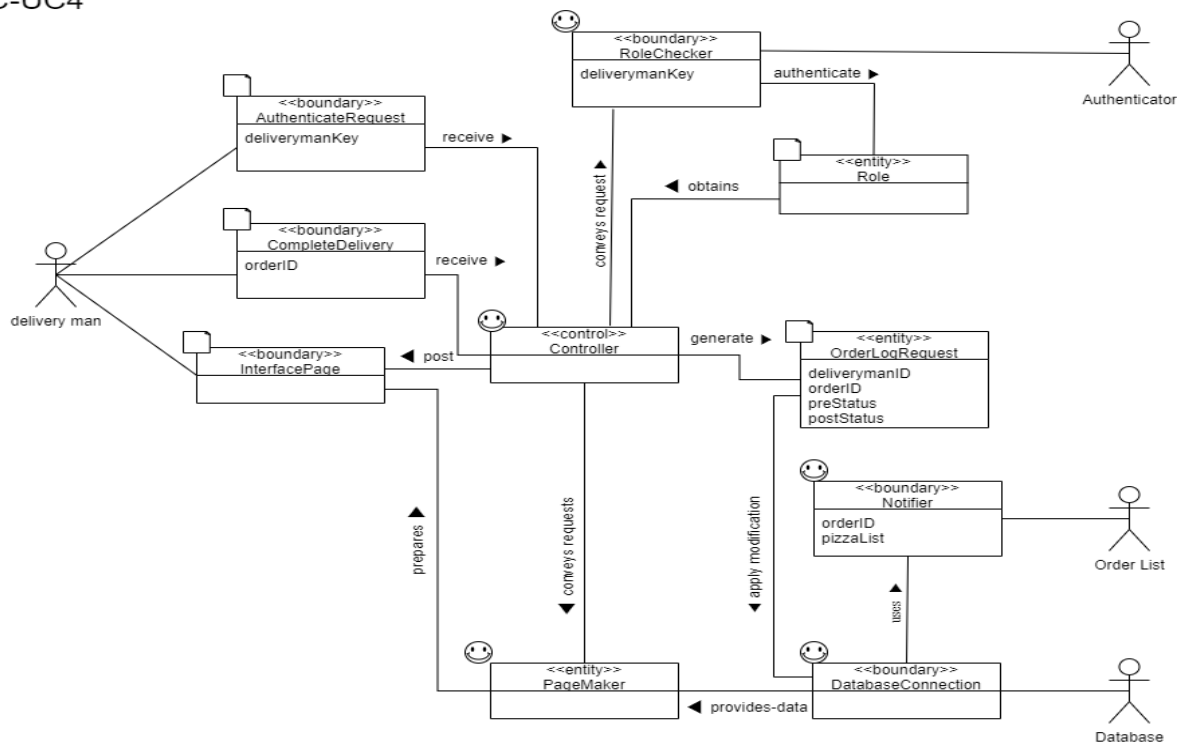 C-UC4
<<boundary>>
RoleChecker
deliverymanKey
authenticate ►
Authenticator
<<boundary>>
AuthenticateRequest
deliverymanKey
receive ►
<<entity>>
Role
◄ obtains
conveys request ►
<<boundary>>
CompleteDelivery
orderID
receive ►
delivery man
<<control>>
Controller
generate ►
<<entity>>
OrderLogRequest
deliverymanID
orderID
preStatus
postStatus
<<boundary>>
InterfacePage
◄ post
<<boundary>>
Notifier
orderID
pizzaList
Order List
prepares ►
◄ conveys requests
◄ apply modification
uses ►
<<entity>>
PageMaker
<<boundary>>
DatabaseConnection
◄ provides-data
Database